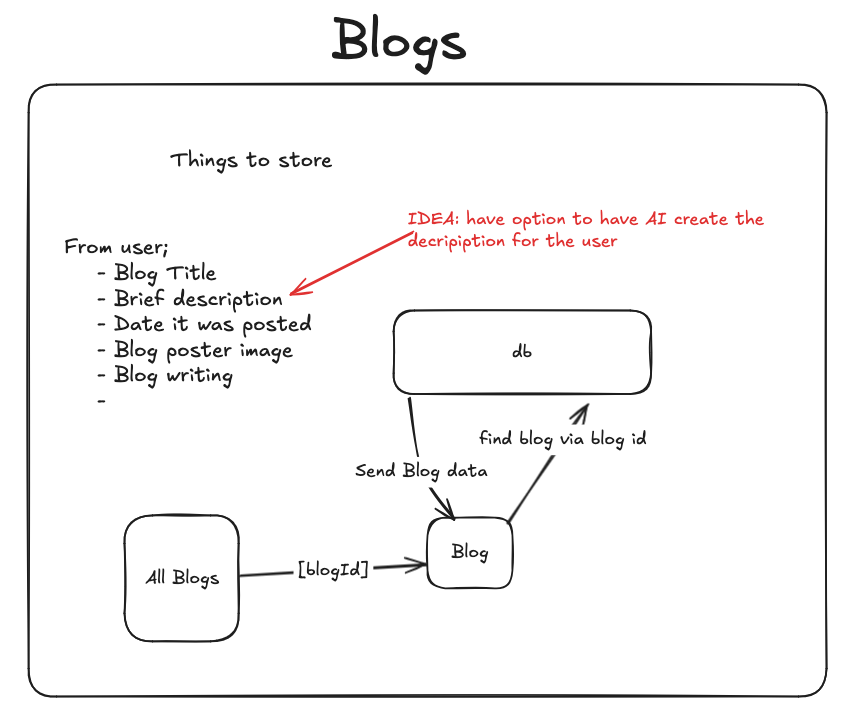 Blogs
Things to store
IDEA: have option to have AI create the
decripiption for the user
From user;
- Blog Title
- Brief description
- Date it was posted
- Blog poster image
- Blog writing
-
db
find blog via blog id
Send Blog data
Blog
[blogId]
All Blogs